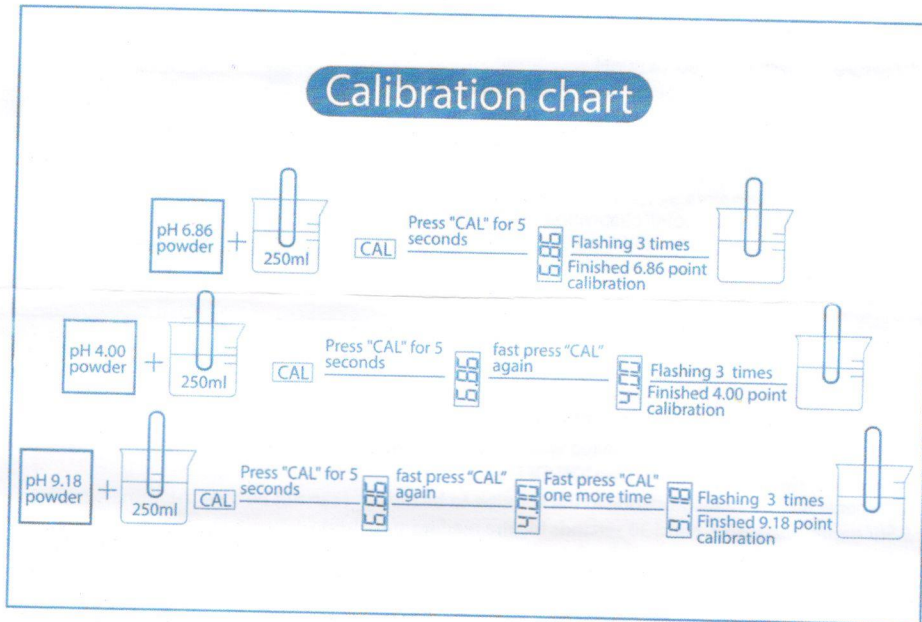 Calibration chart
pH 6.86
powder
+
250ml
CAL
Press "CAL" for 5
seconds
6.86
Flashing 3 times
Finished 6.86 point
calibration
pH 4.00
powder
+
250ml
CAL
Press "CAL" for 5
seconds
6.86
fast press "CAL"
again
4.00
Flashing 3 times
Finished 4.00 point
calibration
pH 9.18
powder
+
250ml
CAL
Press "CAL" for 5
seconds
6.86
fast press "CAL"
again
4.00
Fast press "CAL"
one more time
9.18
Flashing 3 times
Finshed 9.18 point
calibration